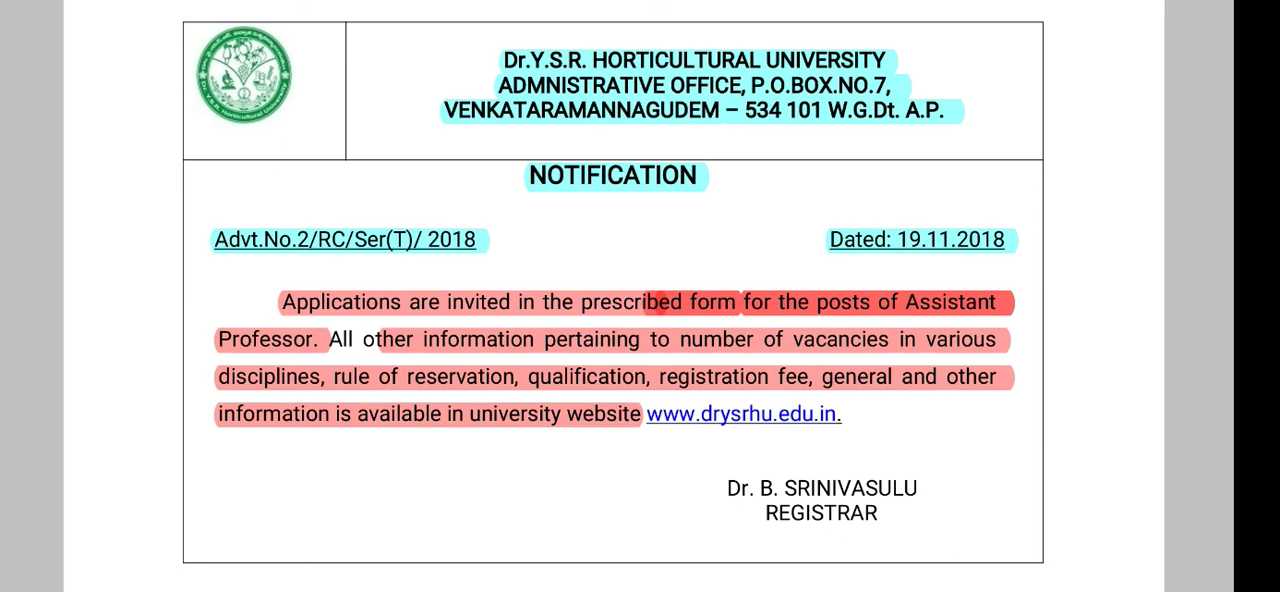 Dr.Y.S.R. HORTICULTURAL UNIVERSITY
ADMNISTRATIVE OFFICE, P.O.BOX.NO.7,
VENKATARAMANNAGUDEM – 534 101 W.G.Dt. A.P.
NOTIFICATION
Advt.No.2/RC/Ser(T)/ 2018 Dated: 19.11.2018
Applications are invited in the prescribed form for the posts of Assistant
Professor. All other information pertaining to number of vacancies in various
disciplines, rule of reservation, qualification, registration fee, general and other
information is available in university website www.drysrhu.edu.in.
Dr. B. SRINIVASULU
REGISTRAR